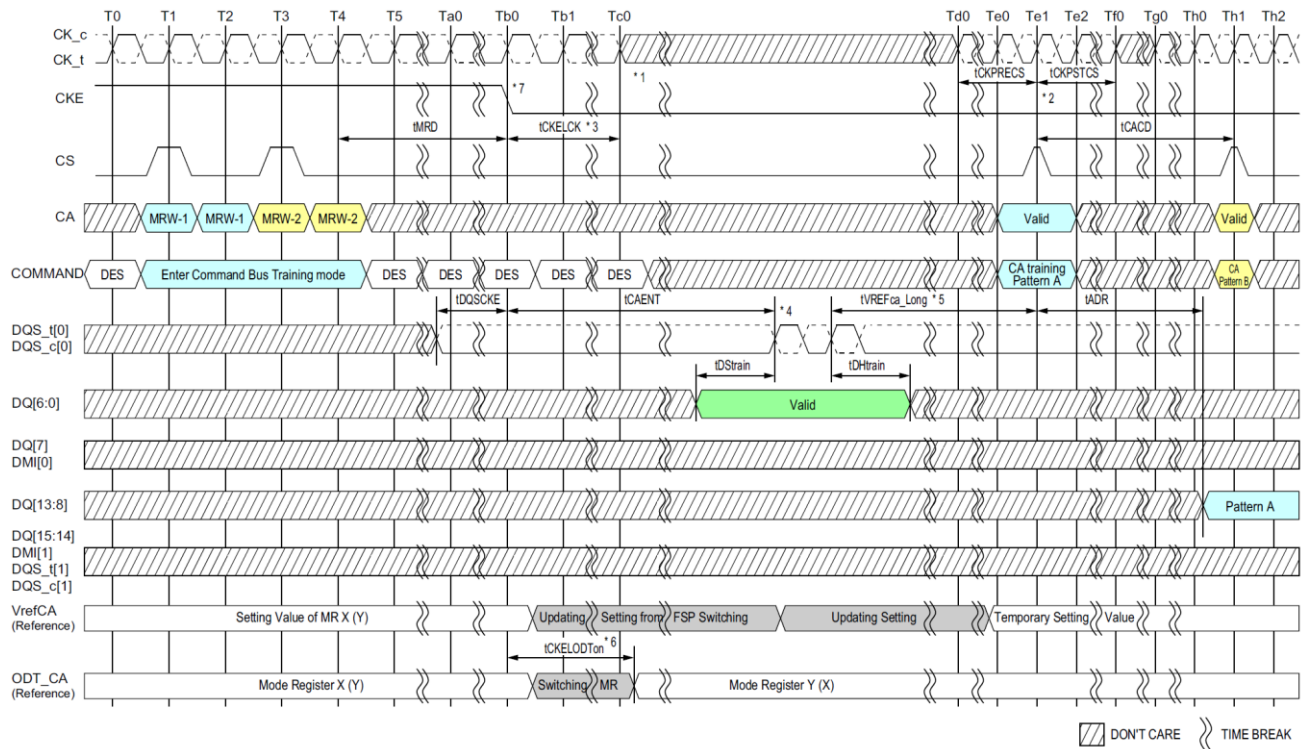 T0 T1 T2 T3 T4 T5 Ta0 Tb0 Tb1 Tc0 Td0 Te0 Te1 Te2 Tf0 Tg0 Th0 Th1 Th2
CK_c
CK_t
* 1
tCKPRECS tCKPSTCS
CKE
* 7
* 2
tMRD tCKELCK * 3 tCACD
CS
CA MRW-1 MRW-1 MRW-2 MRW-2 Valid Valid
COMMAND DES Enter Command Bus Training mode DES DES DES DES DES CA training Pattern A CA Pattern B
tDQSCKE tCAENT * 4 tVREFca_Long * 5 tADR
DQS_t[0]
DQS_c[0]
tDStrain tDHtrain
DQ[6:0] Valid
DQ[7]
DMI[0]
DQ[13:8] Pattern A
DQ[15:14]
DMI[1]
DQS_t[1]
DQS_c[1]
VrefCA
(Reference)
Setting Value of MR X (Y) Updating Setting from FSP Switching Updating Setting Temporary Setting Value
tCKELODTon * 6
ODT_CA
(Reference)
Mode Register X (Y) Switching MR Mode Register Y (X)
DON'T CARE TIME BREAK